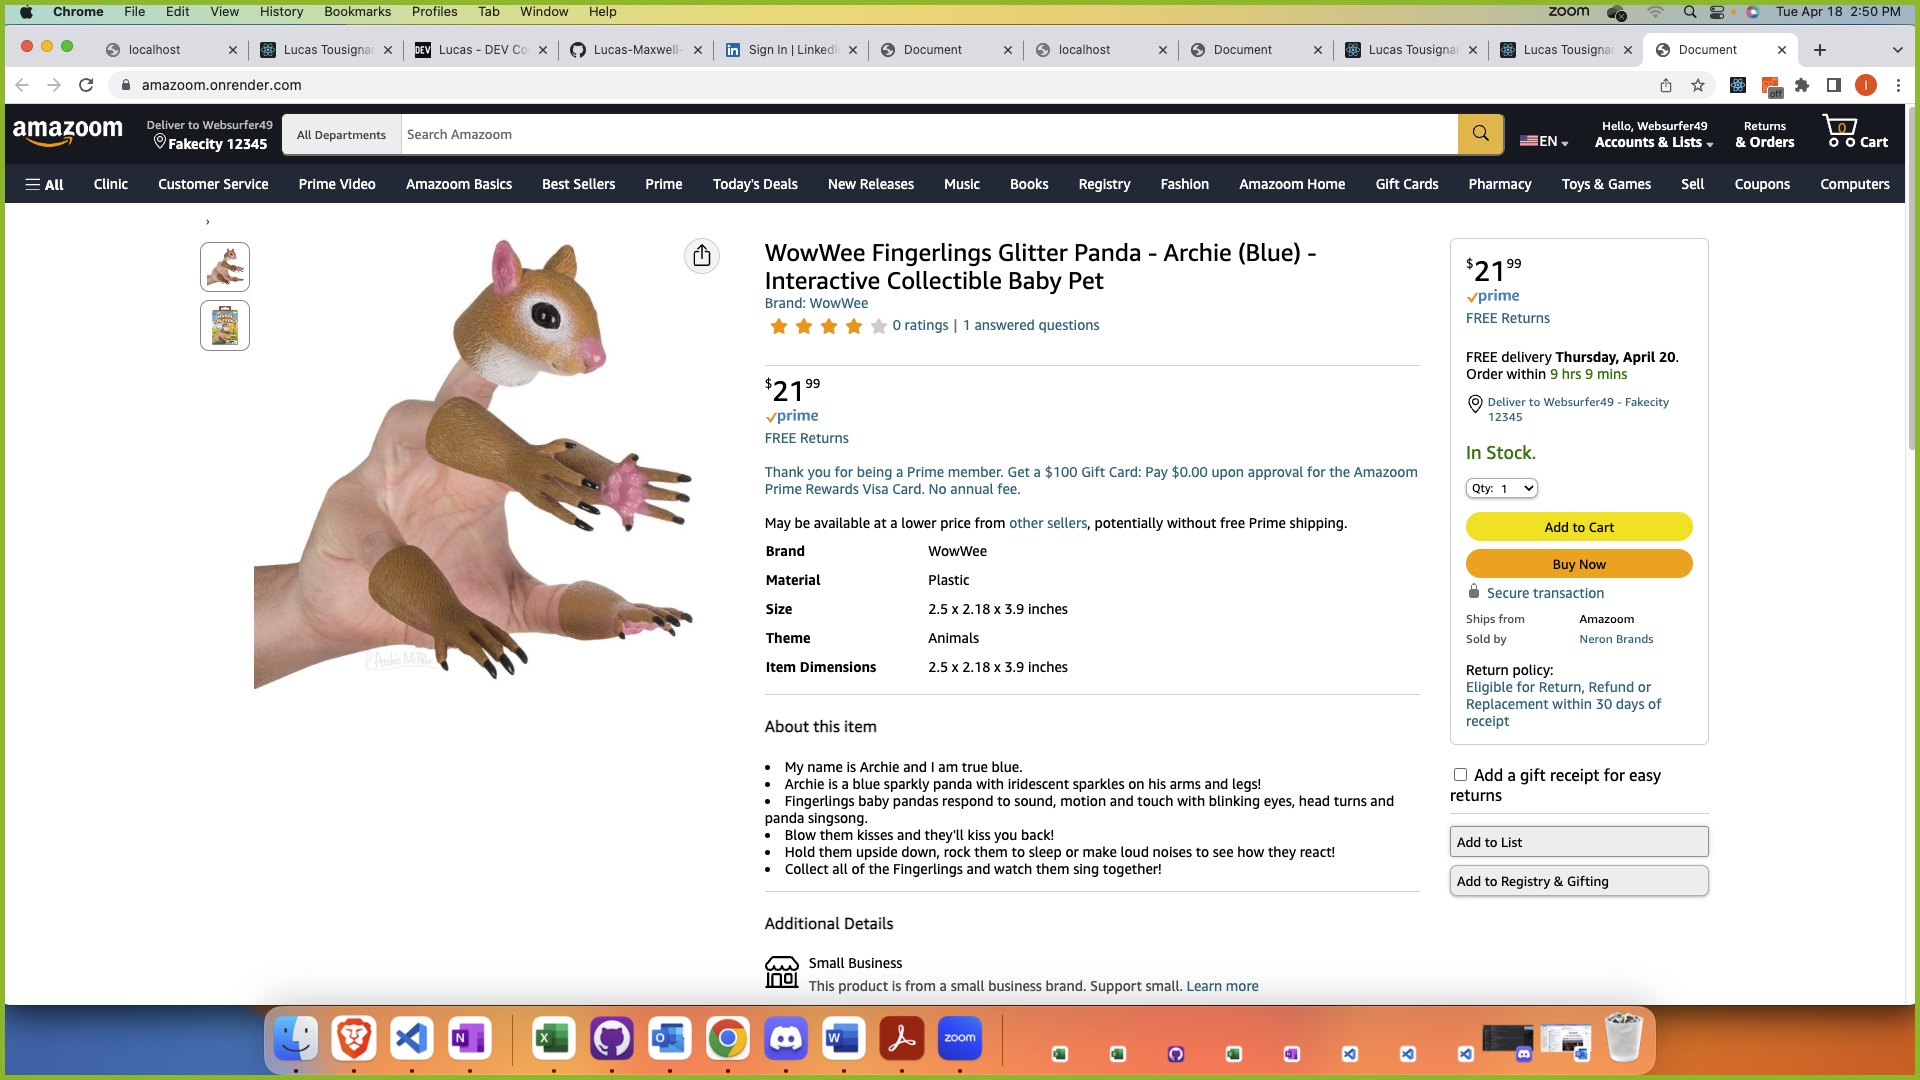 Chrome File Edit View History Bookmarks Profiles Tab Window Help zoom Tue Apr 18 2:50 PM
localhost Lucas Tousignan DEV Lucas - DEV Co Lucas-Maxwell- in Sign In | LinkedI Document localhost Document Lucas Tousignan Lucas Tousignan Document
amazoom.onrender.com off I
amazoom
Deliver to Websurfer49
Fakecity 12345
All Departments Search Amazoom
EN
Hello, Websurfer49
Accounts & Lists
Returns
& Orders
0 Cart
All Clinic Customer Service Prime Video Amazoom Basics Best Sellers Prime Today's Deals New Releases Music Books Registry Fashion Amazoom Home Gift Cards Pharmacy Toys & Games Sell Coupons Computers
›
Archie McPhee
WowWee Fingerlings Glitter Panda - Archie (Blue) -
Interactive Collectible Baby Pet
Brand: WowWee
0 ratings | 1 answered questions
$21 99
prime
FREE Returns
Thank you for being a Prime member. Get a $100 Gift Card: Pay $0.00 upon approval for the Amazoom
Prime Rewards Visa Card. No annual fee.
May be available at a lower price from other sellers, potentially without free Prime shipping.
Brand WowWee
Material Plastic
Size 2.5 x 2.18 x 3.9 inches
Theme Animals
Item Dimensions 2.5 x 2.18 x 3.9 inches
About this item
• My name is Archie and I am true blue.
• Archie is a blue sparkly panda with iridescent sparkles on his arms and legs!
• Fingerlings baby pandas respond to sound, motion and touch with blinking eyes, head turns and
panda singsong.
• Blow them kisses and they'll kiss you back!
• Hold them upside down, rock them to sleep or make loud noises to see how they react!
• Collect all of the Fingerlings and watch them sing together!
Additional Details
Small Business
This product is from a small business brand. Support small. Learn more
$21 99
prime
FREE Returns
FREE delivery Thursday, April 20.
Order within 9 hrs 9 mins
Deliver to Websurfer49 - Fakecity
12345
In Stock.
Qty: 1
Add to Cart
Buy Now
Secure transaction
Ships from Amazoom
Sold by Neron Brands
Return policy:
Eligible for Return, Refund or
Replacement within 30 days of
receipt
Add a gift receipt for easy
returns
Add to List
Add to Registry & Gifting
N X O W zoom